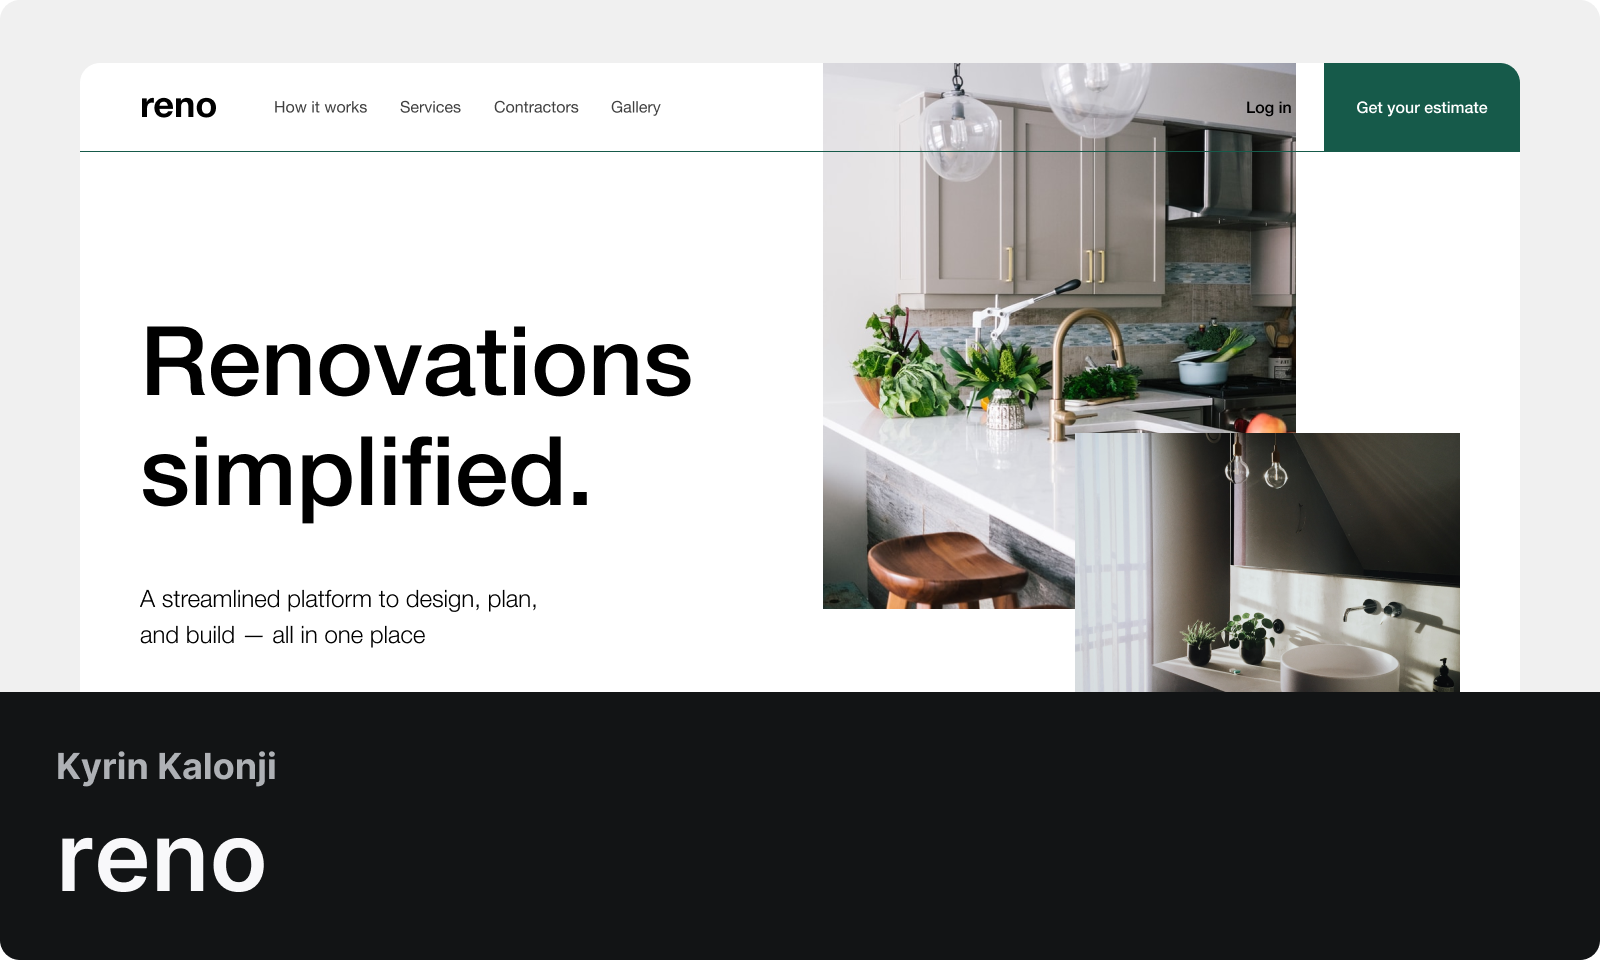 reno
How it works
Services
Contractors
Gallery
Log in
Get your estimate
Renovations
simplified.
A streamlined platform to design, plan,
and build — all in one place
Kyrin Kalonji
reno